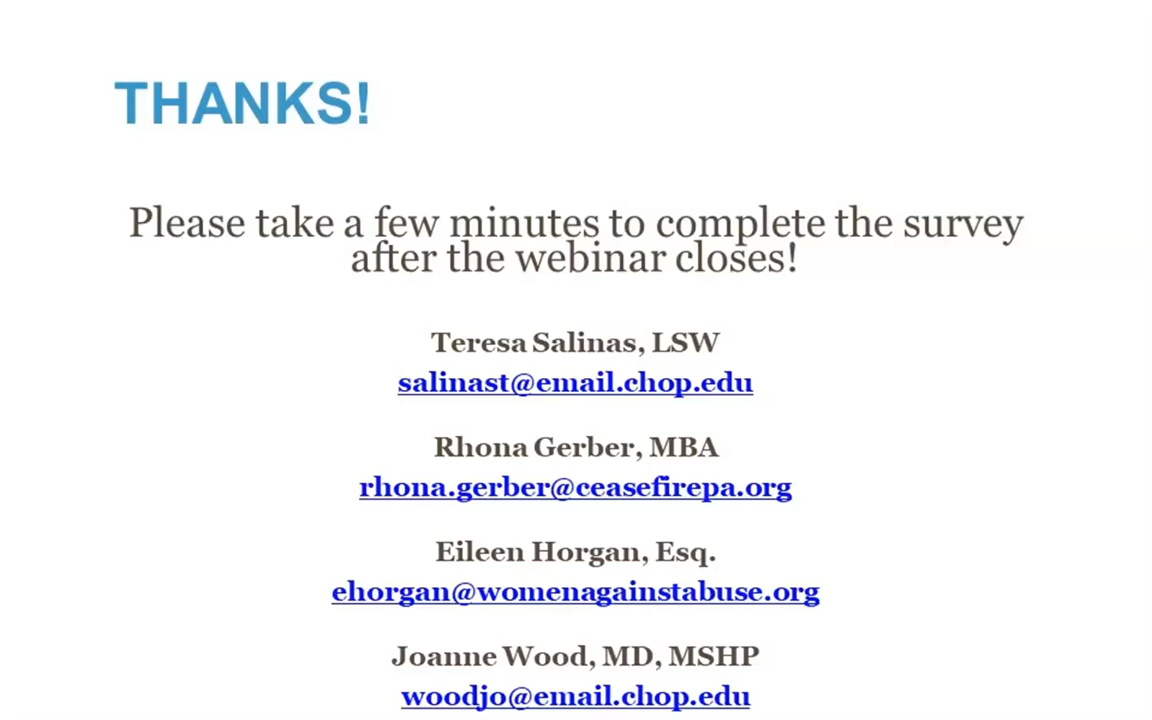 THANKS!
Please take a few minutes to complete the survey
after the webinar closes!
Teresa Salinas, LSW
salinast@email.chop.edu
Rhona Gerber, MBA
rhona.gerber@ceasefirepa.org
Eileen Horgan, Esq.
ehorgan@womenagainstabuse.org
Joanne Wood, MD, MSHP
woodjo@email.chop.edu